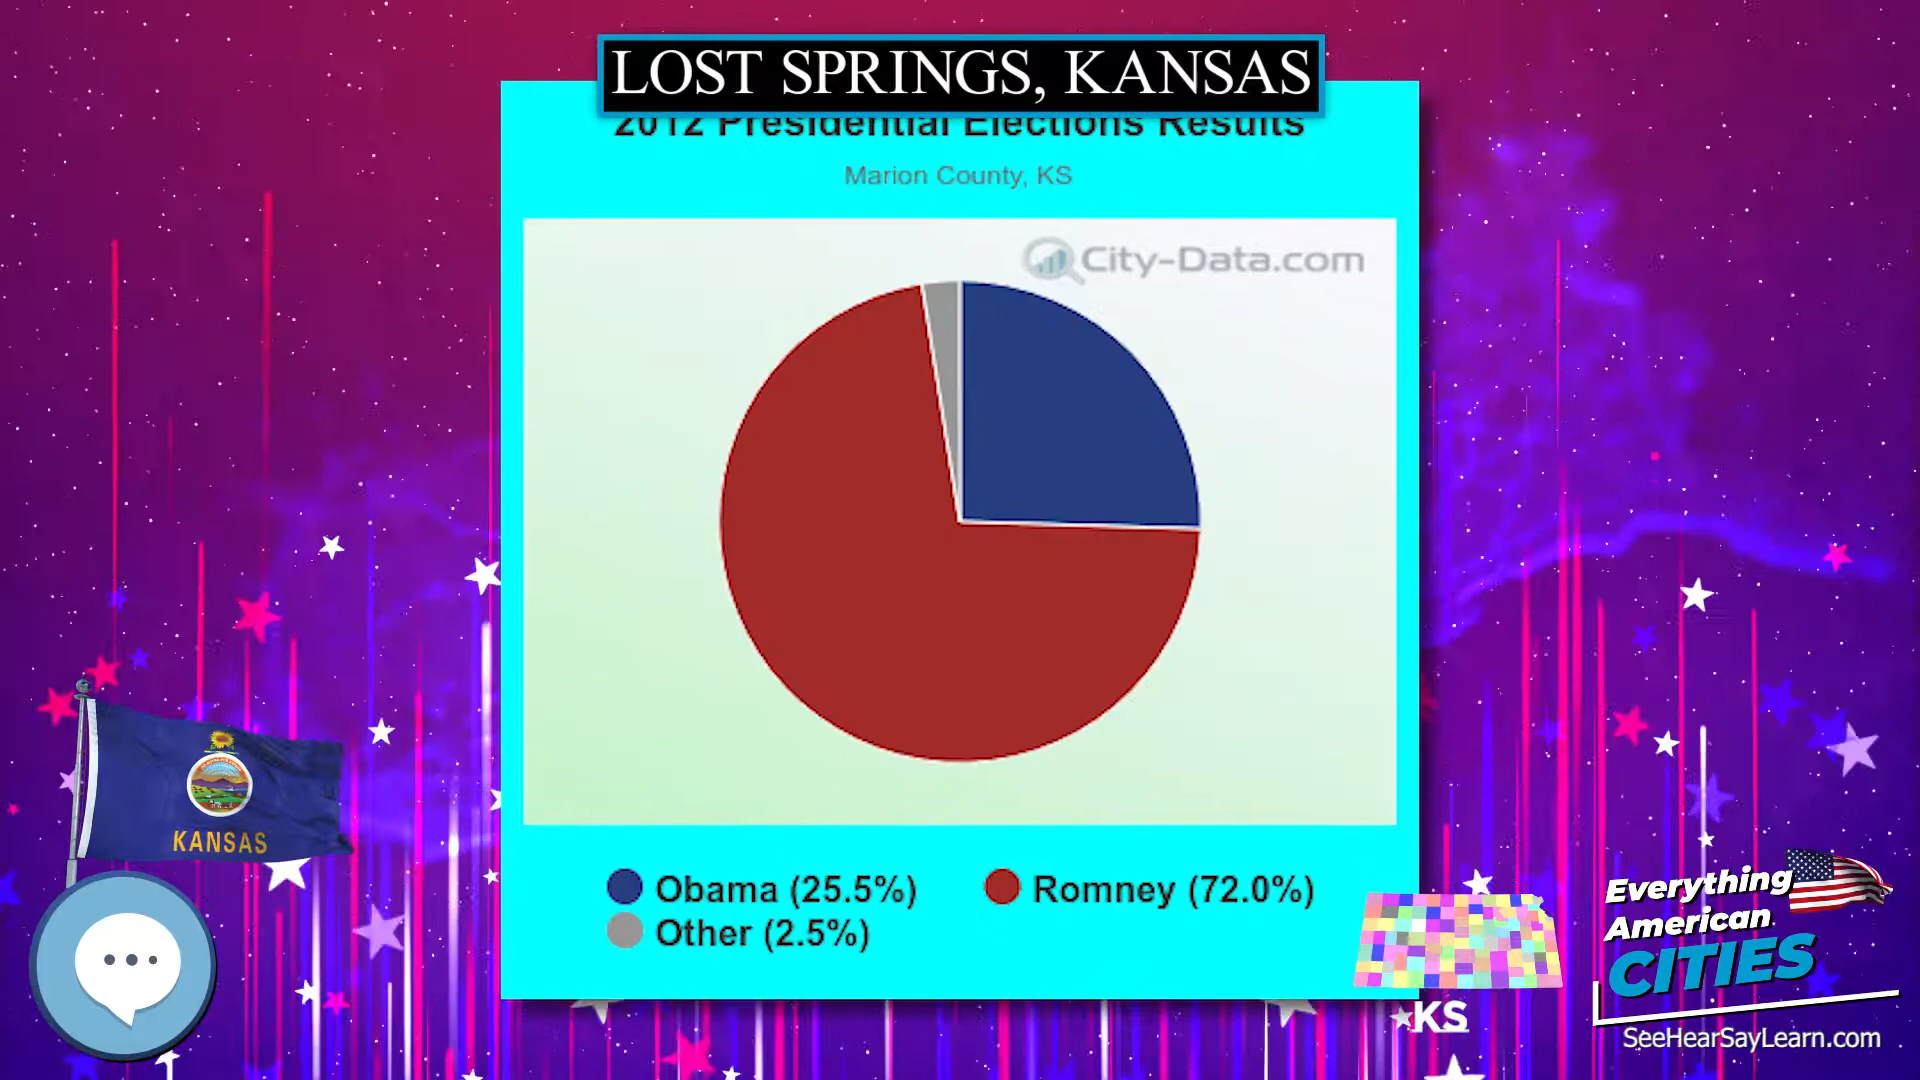 LOST SPRINGS, KANSAS
2012 Presidential Elections Results
Marion County, KS
City-Data.com
Obama (25.5%)
Romney (72.0%)
Other (2.5%)
KANSAS
KS
Everything
American
CITIES
SeeHearSayLearn.com